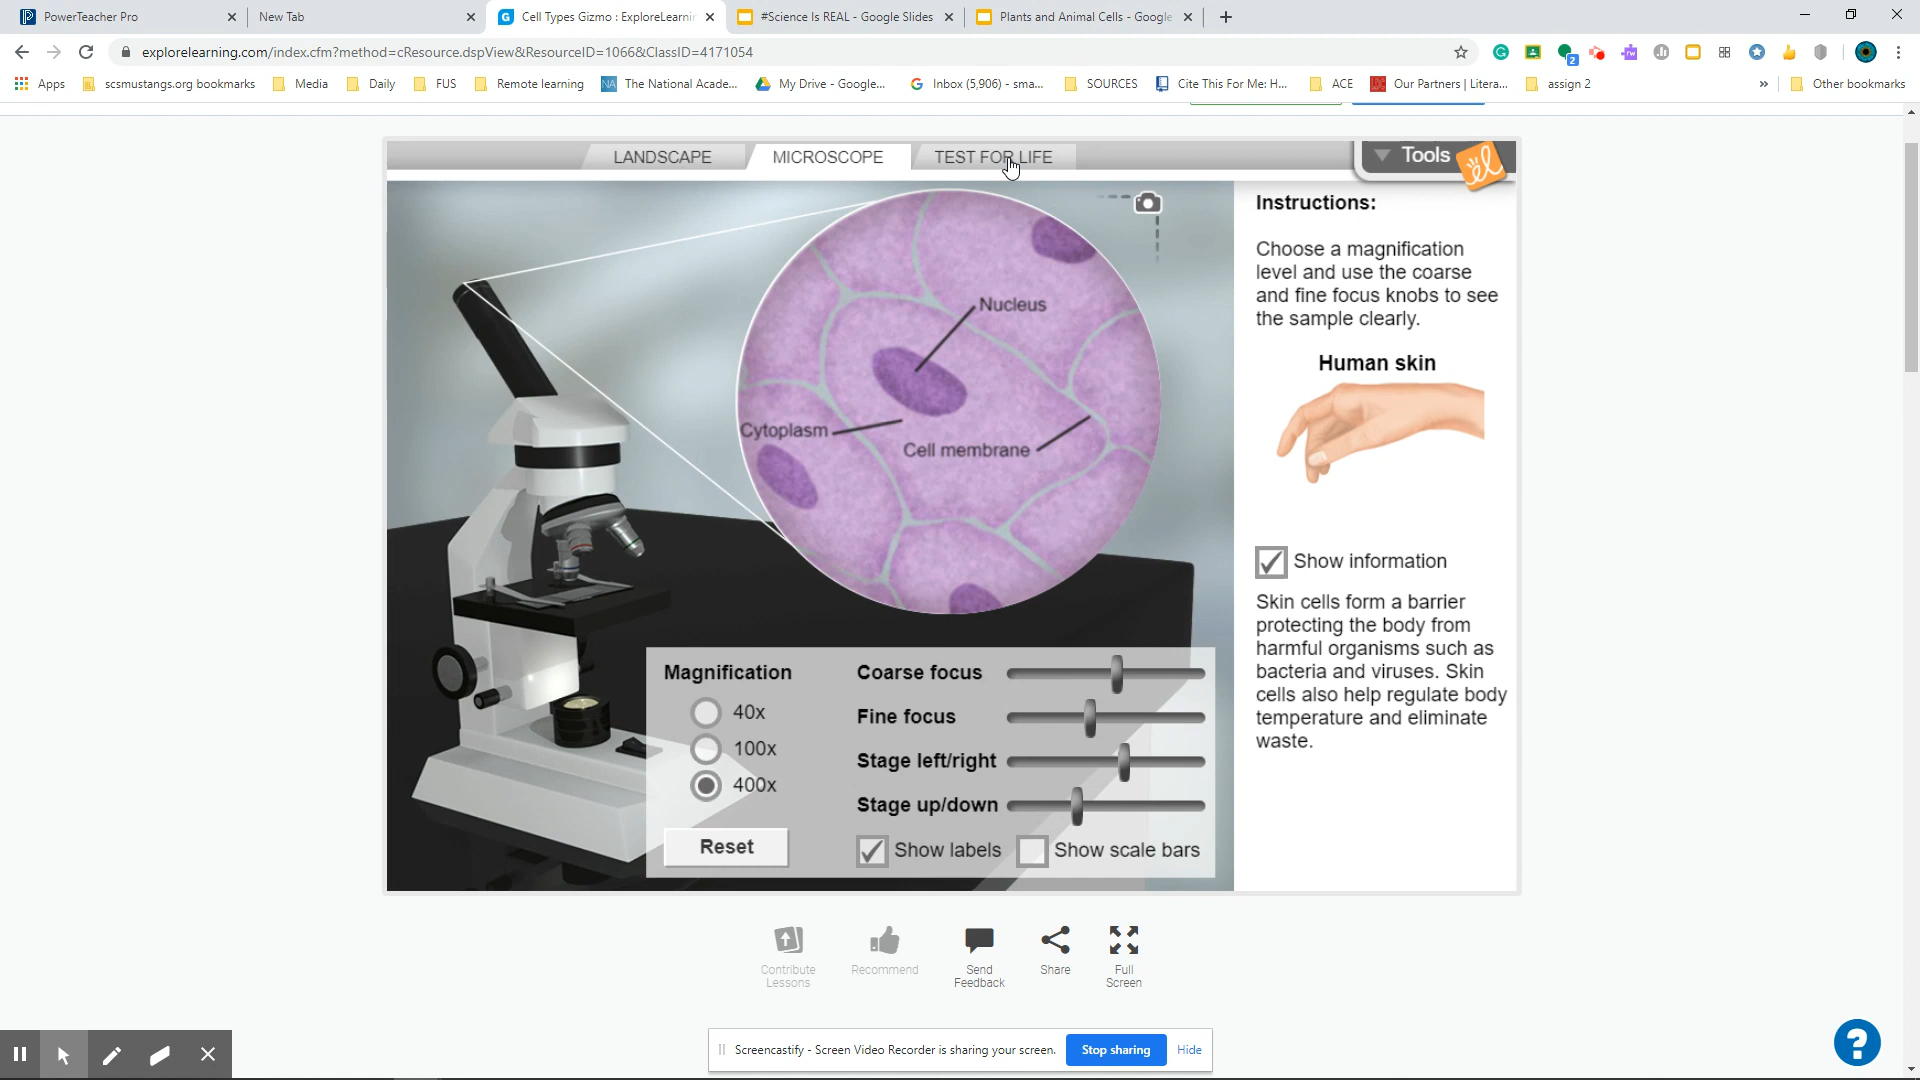 PowerTeacher Pro
New Tab
Cell Types Gizmo : ExploreLearnin
#Science Is REAL - Google Slides
Plants and Animal Cells - Google
explorelearning.com/index.cfm?method=cResource.dspView&ResourceID=1066&ClassID=4171054
2
Apps
scsmustangs.org bookmarks
Media
Daily
FUS
Remote learning
NA The National Acade...
My Drive - Google...
Inbox (5,906) - sma...
SOURCES
Cite This For Me: H...
ACE
Our Partners | Litera...
assign 2
»
Other bookmarks
LANDSCAPE
MICROSCOPE
TEST FOR LIFE
Tools
Instructions:
Choose a magnification
level and use the coarse
and fine focus knobs to see
the sample clearly.
Human skin
Nucleus
Cytoplasm
Cell membrane
Show information
Skin cells form a barrier
protecting the body from
harmful organisms such as
bacteria and viruses. Skin
cells also help regulate body
temperature and eliminate
waste.
Magnification
40x
100x
400x
Reset
Coarse focus
Fine focus
Stage left/right
Stage up/down
Show labels
Show scale bars
Contribute
Lessons
Recommend
Send
Feedback
Share
Full
Screen
Screencastify - Screen Video Recorder is sharing your screen.
Stop sharing
Hide
?